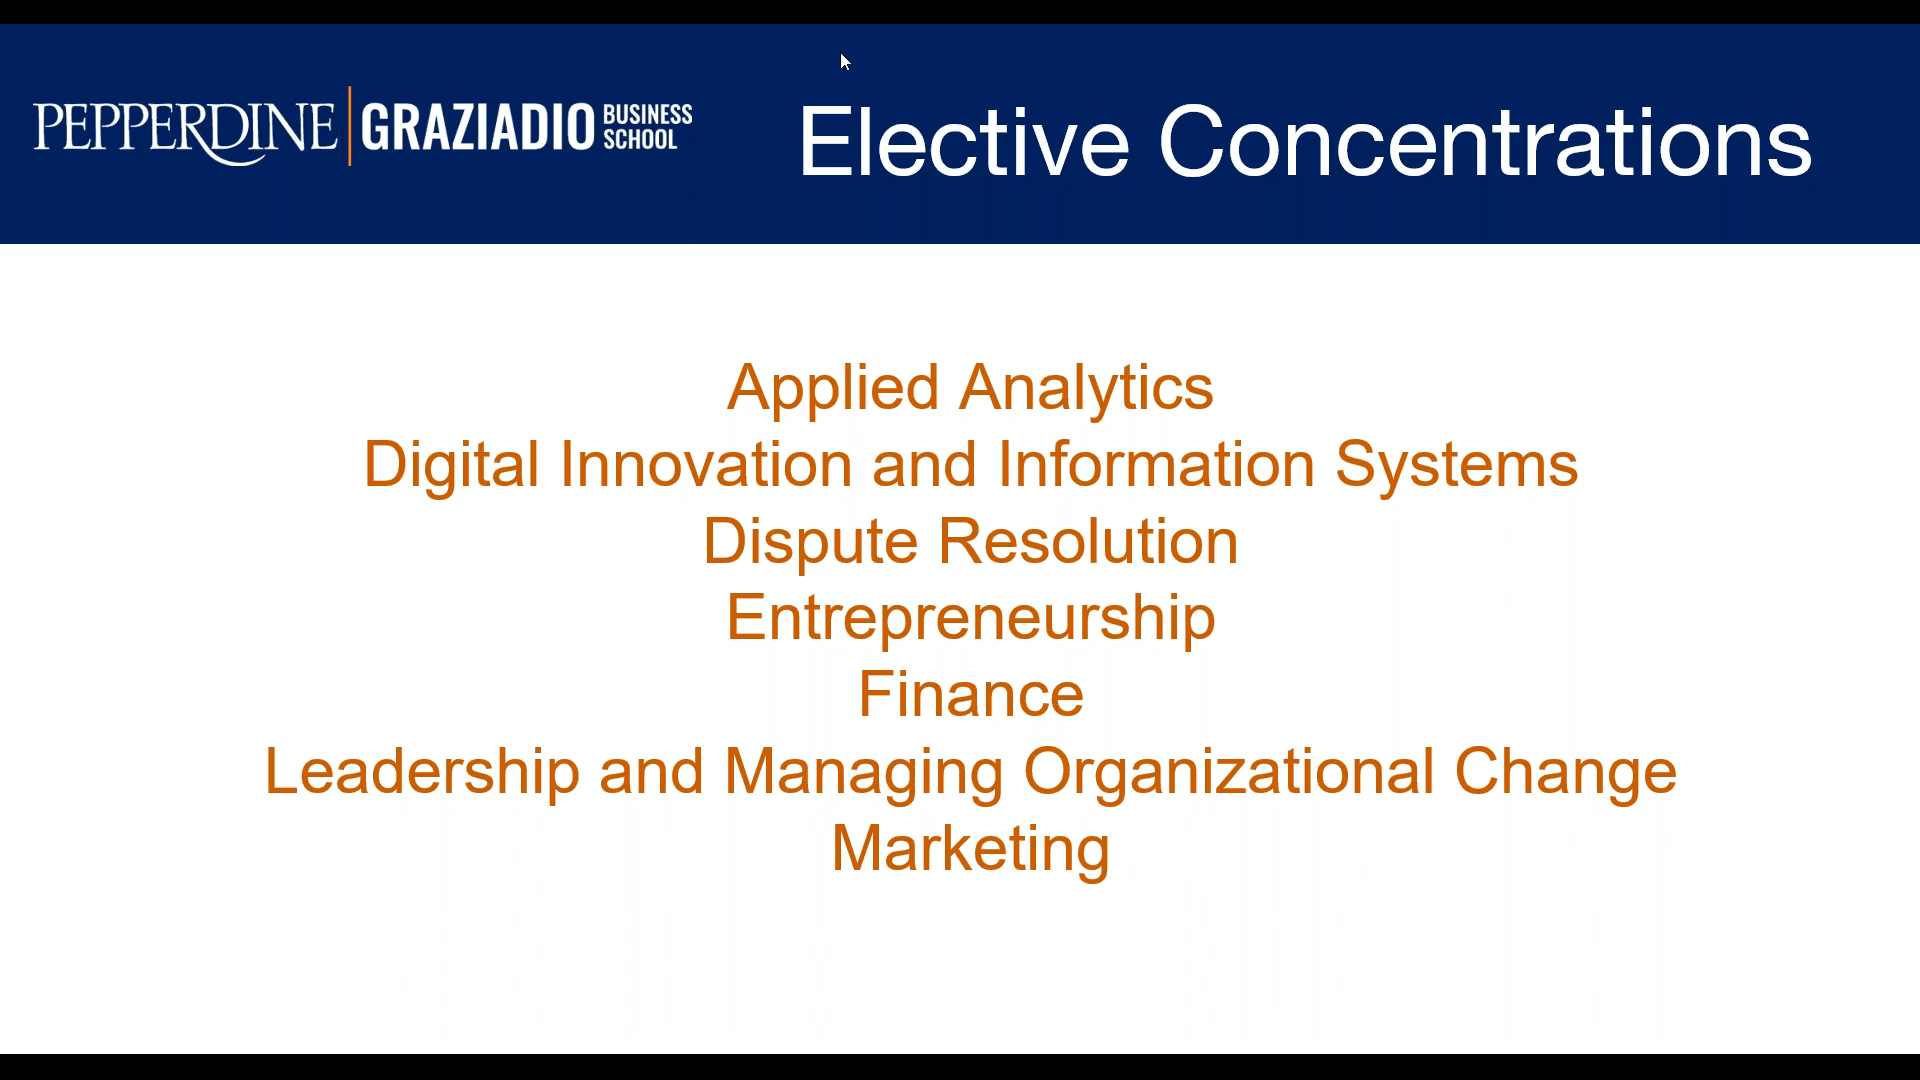 PEPPERDINE GRAZIADIO BUSINESS SCHOOL
Elective Concentrations
Applied Analytics
Digital Innovation and Information Systems
Dispute Resolution
Entrepreneurship
Finance
Leadership and Managing Organizational Change
Marketing